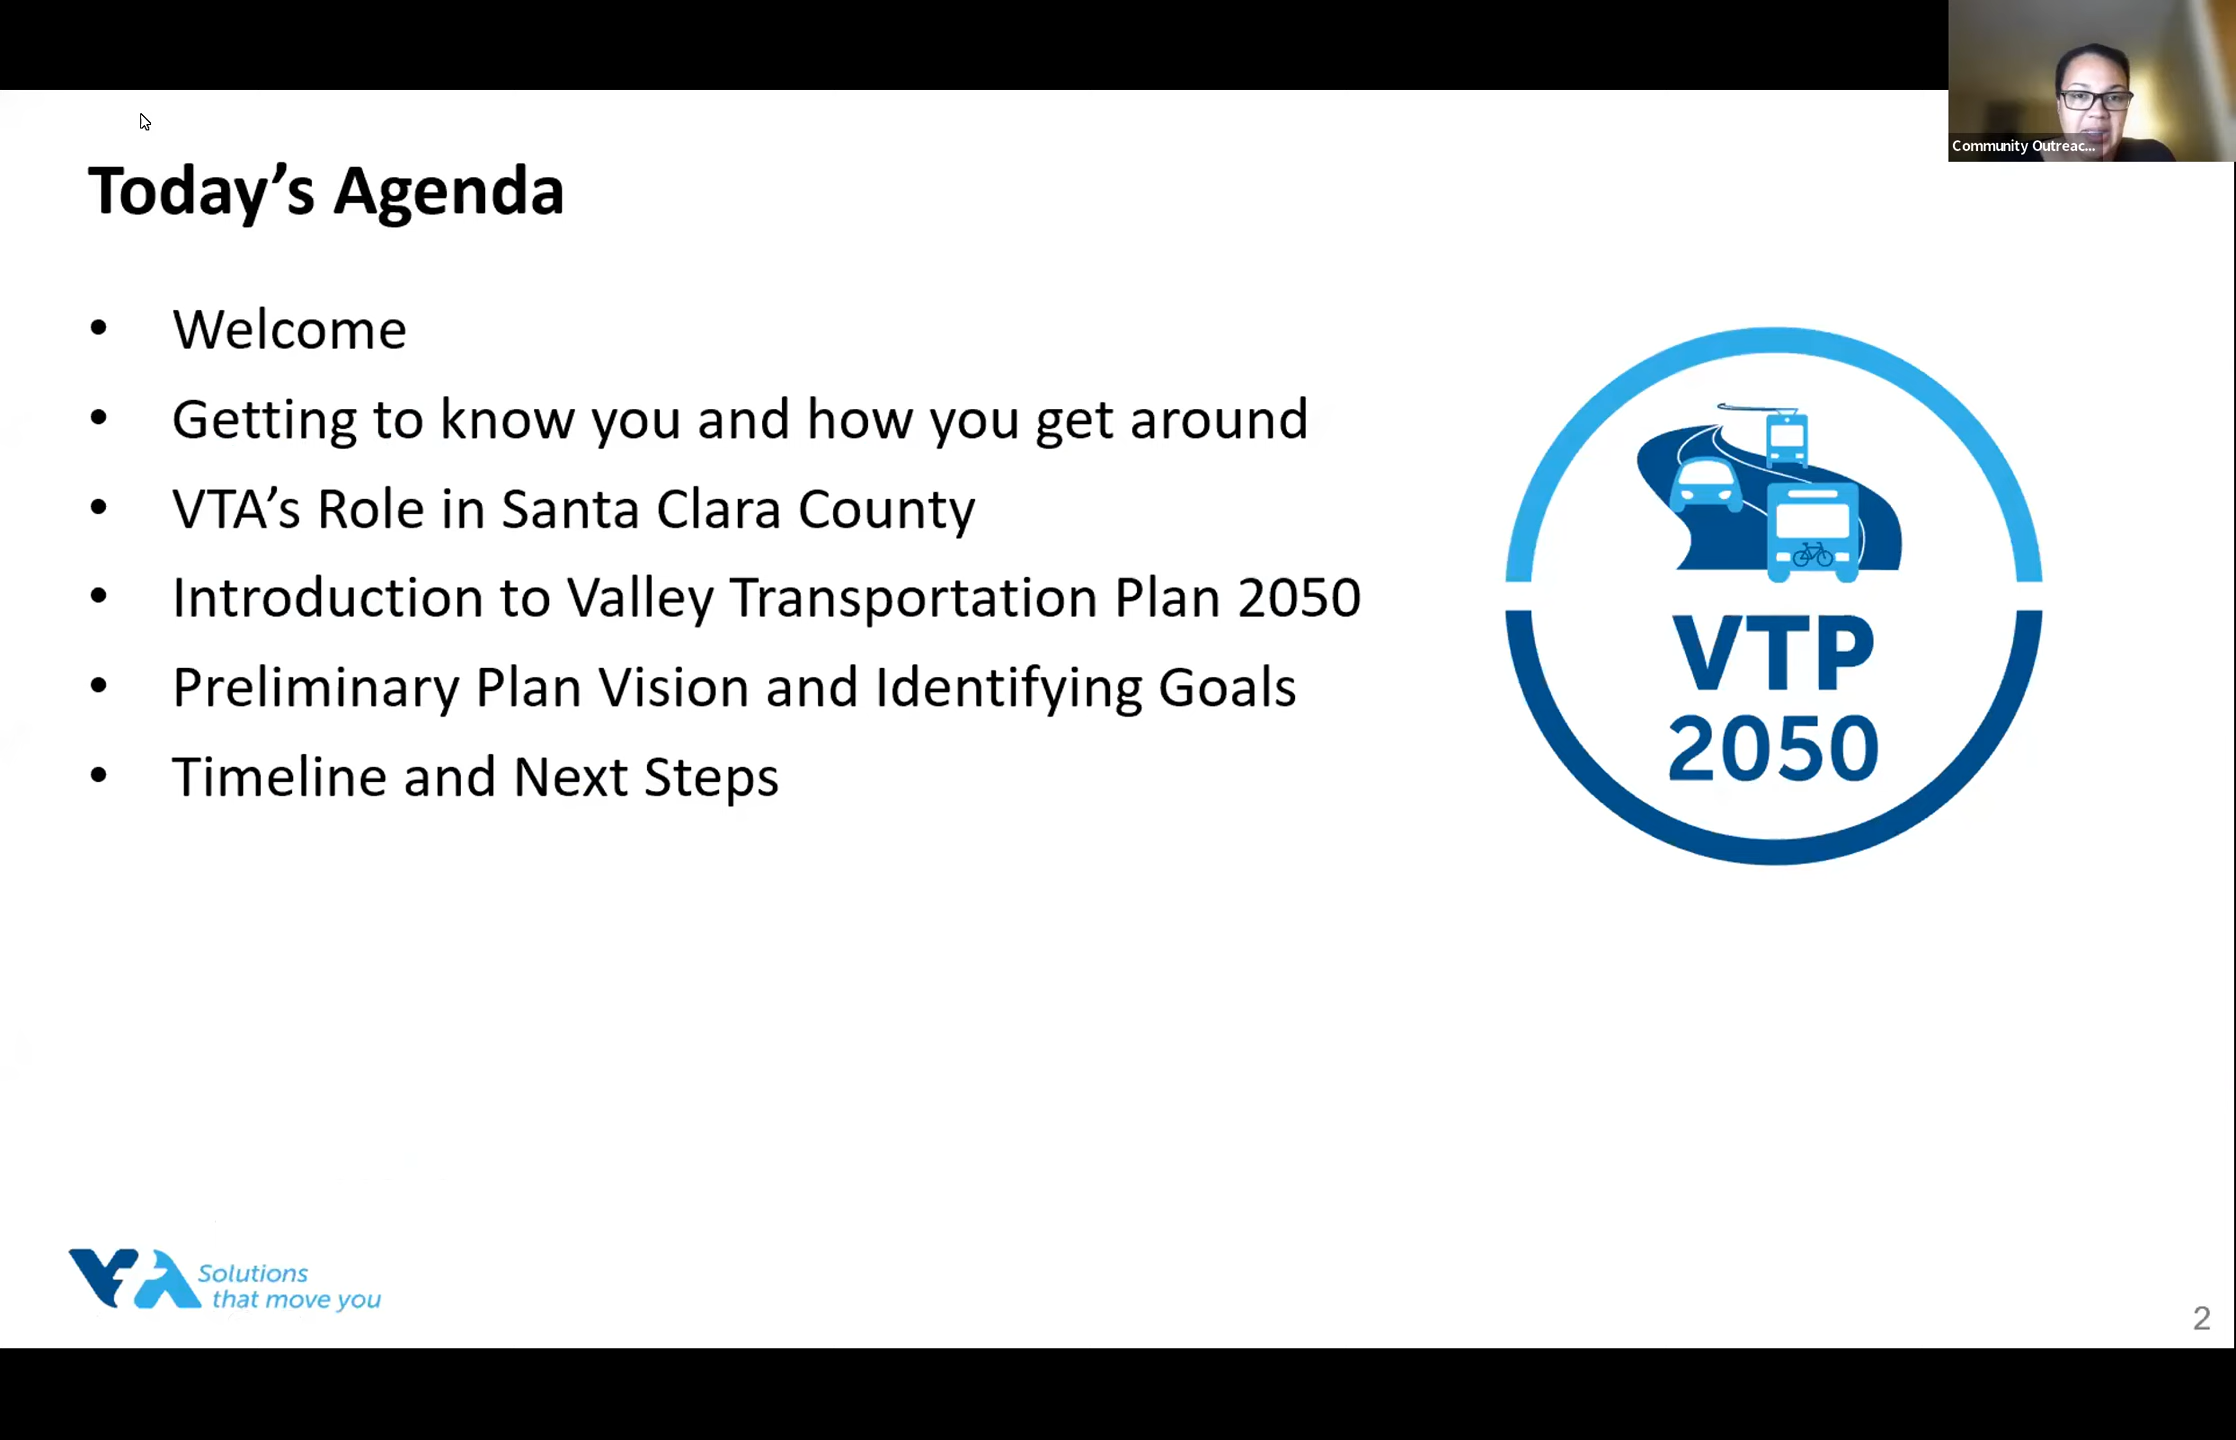 Community Outreac...
Today’s Agenda
• Welcome
• Getting to know you and how you get around
• VTA’s Role in Santa Clara County
• Introduction to Valley Transportation Plan 2050
• Preliminary Plan Vision and Identifying Goals
• Timeline and Next Steps
VTP
2050
VTA
Solutions
that move you
2